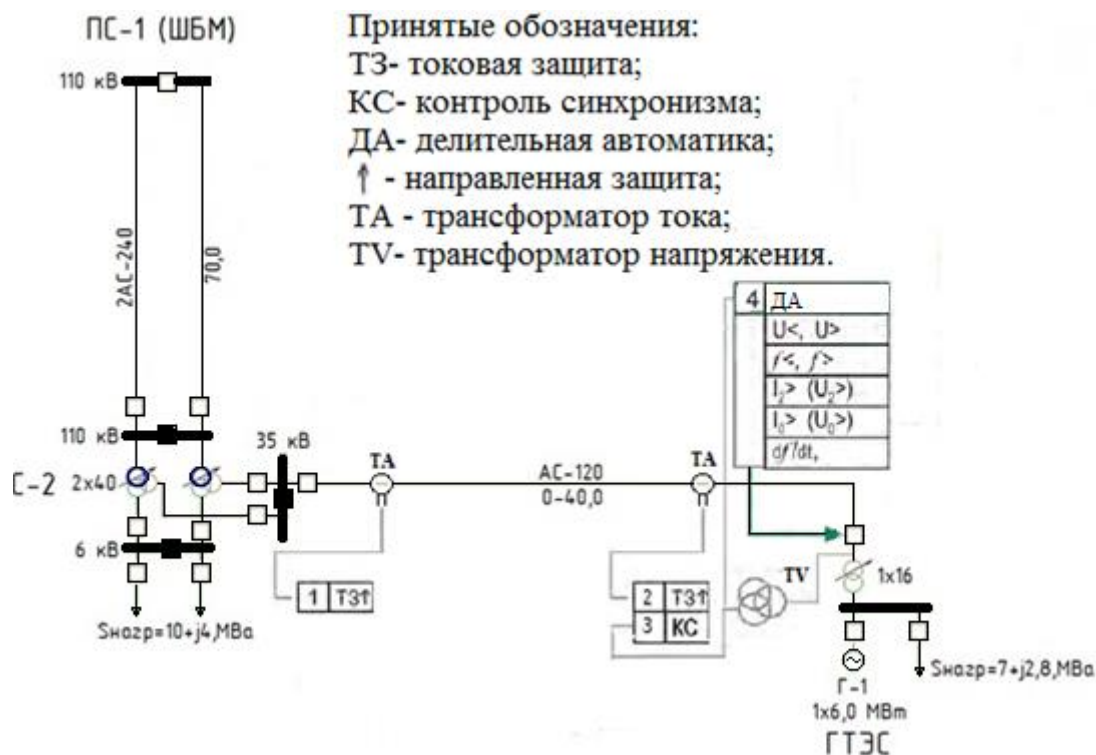 ПС-1 (ШБМ)
Принятые обозначения:
ТЗ- токовая защита;
КС- контроль синхронизма;
ДА- делительная автоматика;
↑ - направленная защита;
ТА - трансформатор тока;
TV- трансформатор напряжения.
110 кВ
2АС-240
70,0
4 ДА
U<, U>
f<, f>
I₂> (U₂>)
I₀> (U₀>)
df/dt,
110 кВ
35 кВ
ТА
АС-120
0-40,0
ТА
С-2
2х40
6 кВ
1 ТЗ↑
2 ТЗ↑
3 КС
TV
1х16
Sнагр=10+j4,МВа
Sнагр=7+j2,8,МВа
Г-1
1х6,0 МВт
ГТЭС